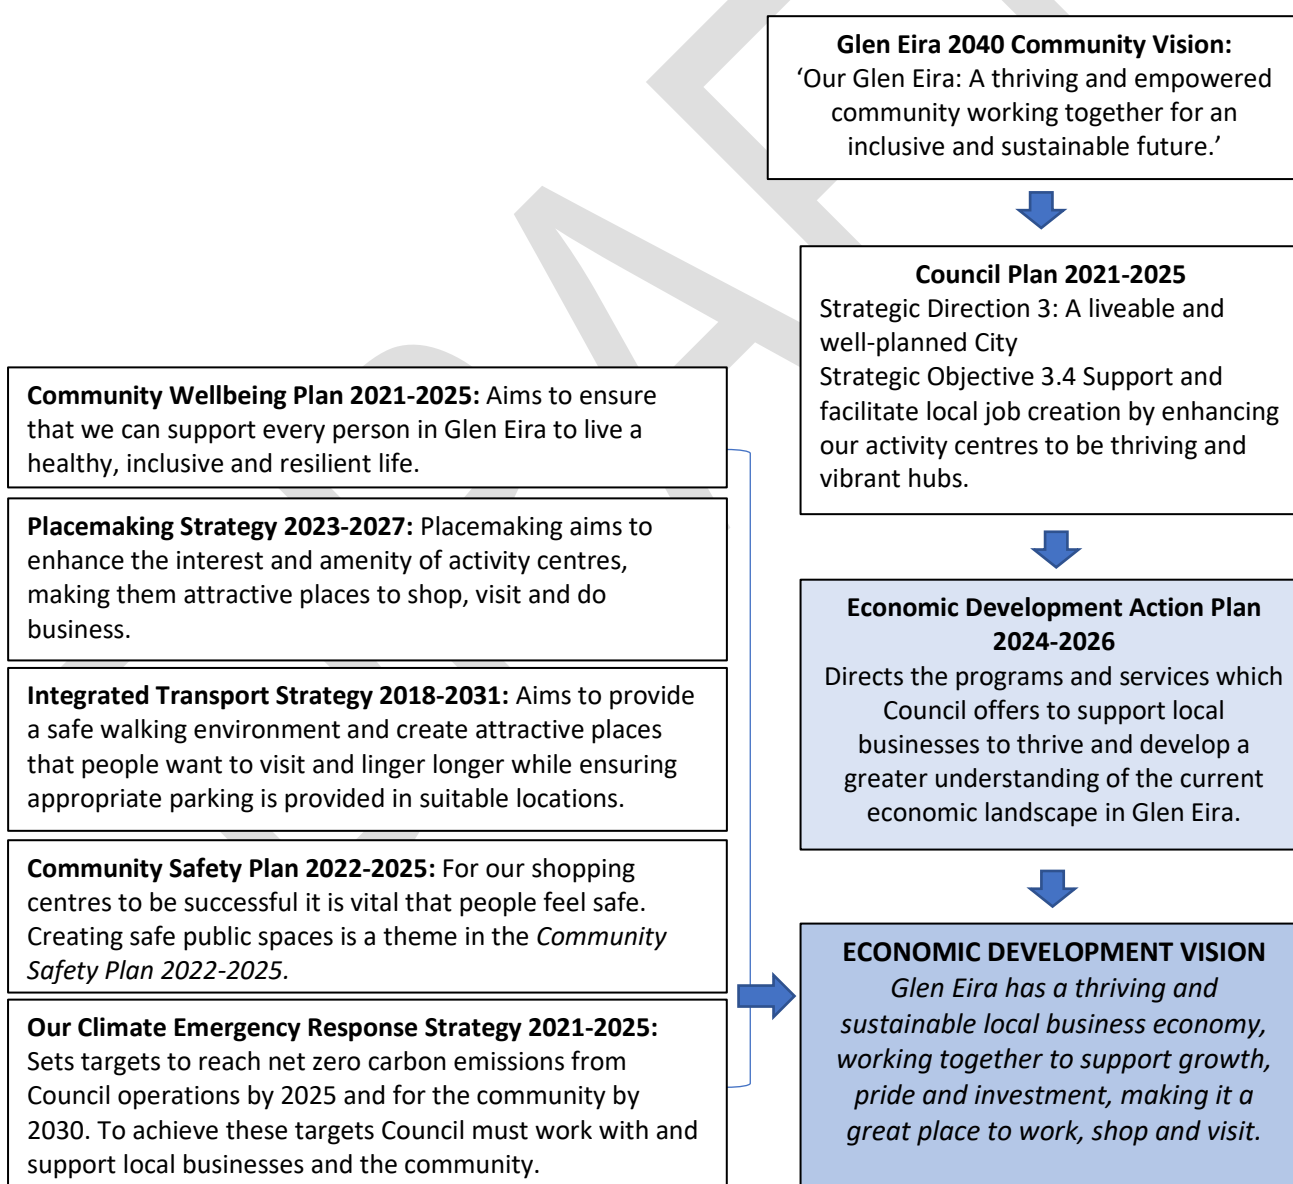 Glen Eira 2040 Community Vision:
‘Our Glen Eira: A thriving and empowered
community working together for an
inclusive and sustainable future.’
Council Plan 2021-2025
Strategic Direction 3: A liveable and
well-planned City
Strategic Objective 3.4 Support and
facilitate local job creation by enhancing
our activity centres to be thriving and
vibrant hubs.
Economic Development Action Plan
2024-2026
Directs the programs and services which
Council offers to support local
businesses to thrive and develop a
greater understanding of the current
economic landscape in Glen Eira.
Community Wellbeing Plan 2021-2025: Aims to ensure
that we can support every person in Glen Eira to live a
healthy, inclusive and resilient life.
Placemaking Strategy 2023-2027: Placemaking aims to
enhance the interest and amenity of activity centres,
making them attractive places to shop, visit and do
business.
Integrated Transport Strategy 2018-2031: Aims to provide
a safe walking environment and create attractive places
that people want to visit and linger longer while ensuring
appropriate parking is provided in suitable locations.
Community Safety Plan 2022-2025: For our shopping
centres to be successful it is vital that people feel safe.
Creating safe public spaces is a theme in the Community
Safety Plan 2022-2025.
Our Climate Emergency Response Strategy 2021-2025:
Sets targets to reach net zero carbon emissions from
Council operations by 2025 and for the community by
2030. To achieve these targets Council must work with and
support local businesses and the community.
ECONOMIC DEVELOPMENT VISION
Glen Eira has a thriving and
sustainable local business economy,
working together to support growth,
pride and investment, making it a
great place to work, shop and visit.